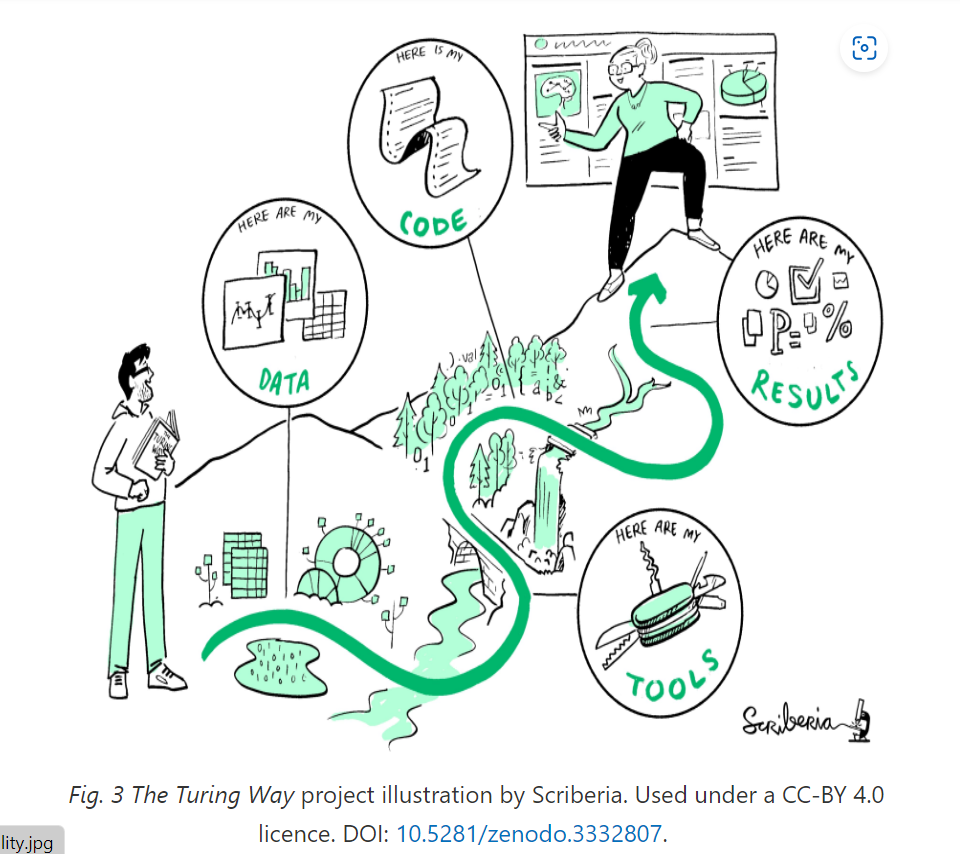 HERE IS MY
CODE
HERE ARE MY
DATA
HERE ARE MY
P= %
RESULTS
HERE ARE MY
TOOLS
Scriberia
Fig. 3 The Turing Way project illustration by Scriberia. Used under a CC-BY 4.0
licence. DOI: 10.5281/zenodo.3332807.
lity.jpg